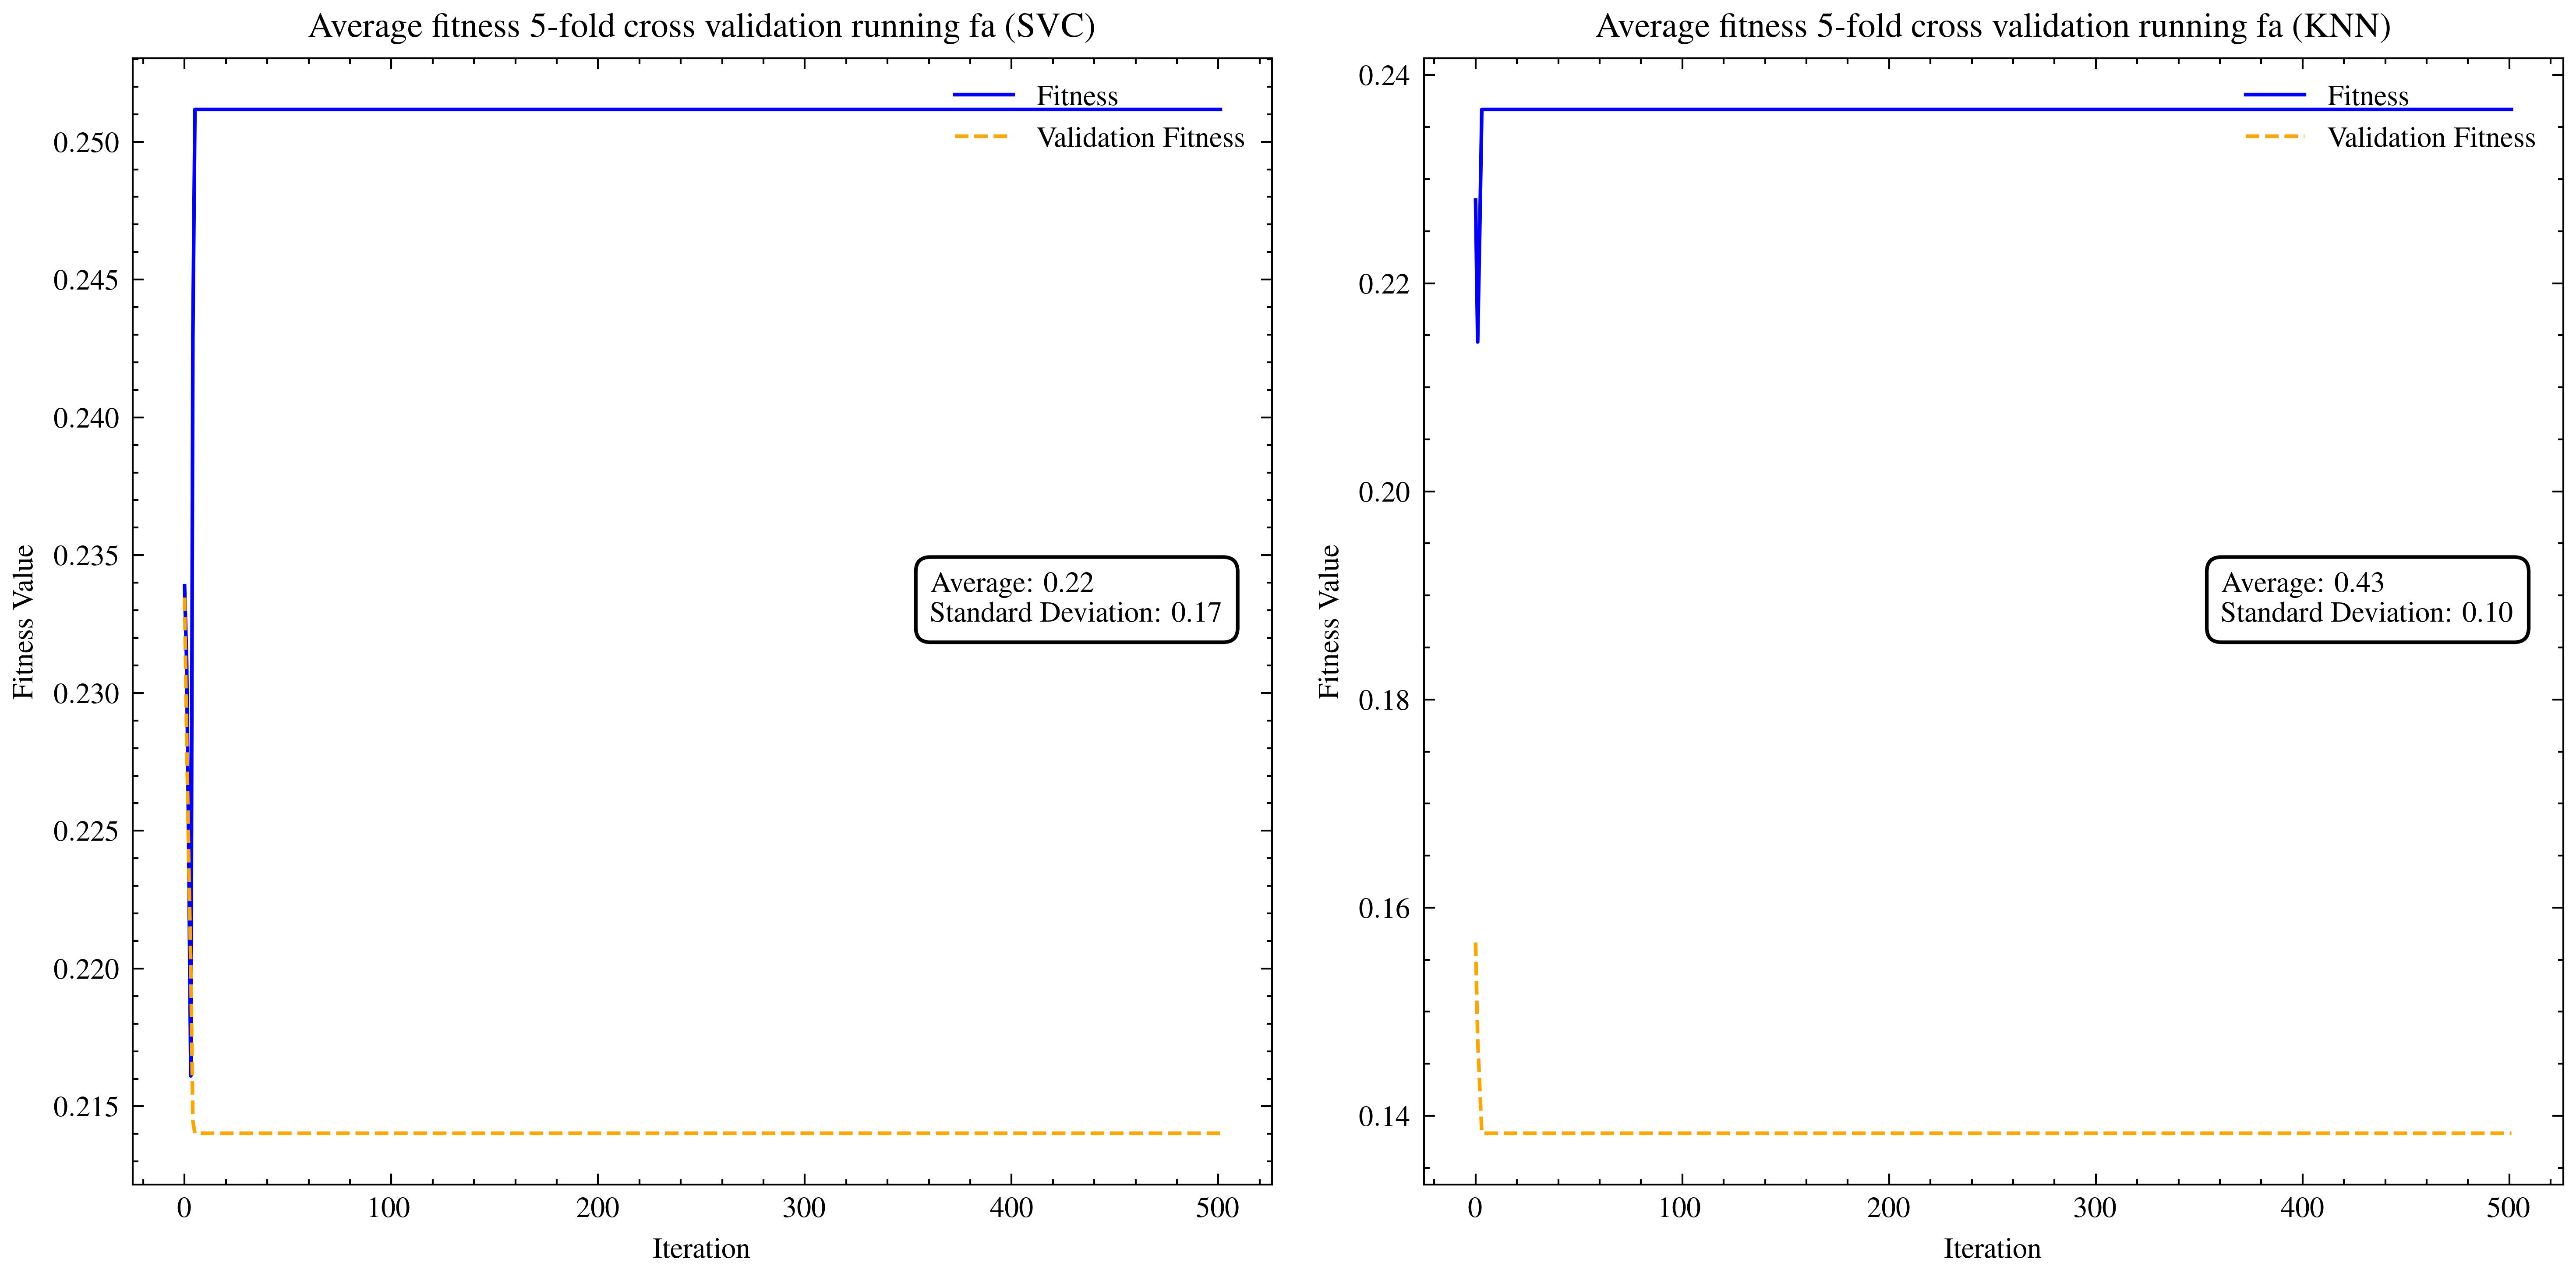 Average fitness 5-fold cross validation running fa (SVC)
Fitness
Validation Fitness
0.250
0.245
0.240
0.235
0.230
0.225
0.220
0.215
Fitness Value
Average: 0.22
Standard Deviation: 0.17
0 100 200 300 400 500
Iteration
Average fitness 5-fold cross validation running fa (KNN)
Fitness
Validation Fitness
0.24
0.22
0.20
0.18
0.16
0.14
Fitness Value
Average: 0.43
Standard Deviation: 0.10
0 100 200 300 400 500
Iteration